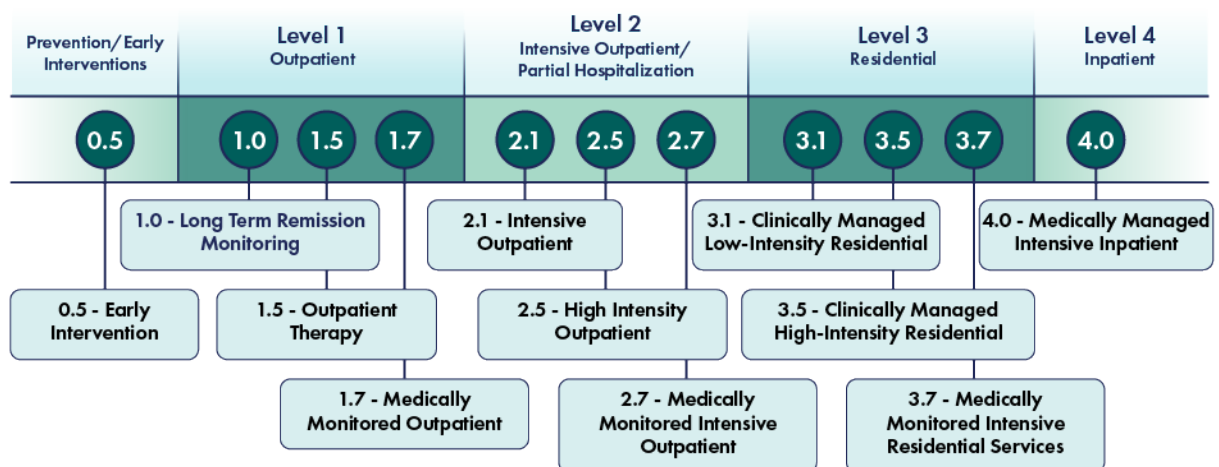 Prevention/Early
Interventions
Level 1
Outpatient
Level 2
Intensive Outpatient/
Partial Hospitalization
Level 3
Residential
Level 4
Inpatient
0.5
1.0
1.5
1.7
2.1
2.5
2.7
3.1
3.5
3.7
4.0
1.0 - Long Term Remission
Monitoring
2.1 - Intensive
Outpatient
3.1 - Clinically Managed
Low-Intensity Residential
4.0 - Medically Managed
Intensive Inpatient
0.5 - Early
Intervention
1.5 - Outpatient
Therapy
2.5 - High Intensity
Outpatient
3.5 - Clinically Managed
High-Intensity Residential
1.7 - Medically
Monitored Outpatient
2.7 - Medically
Monitored Intensive
Outpatient
3.7 - Medically
Monitored Intensive
Residential Services